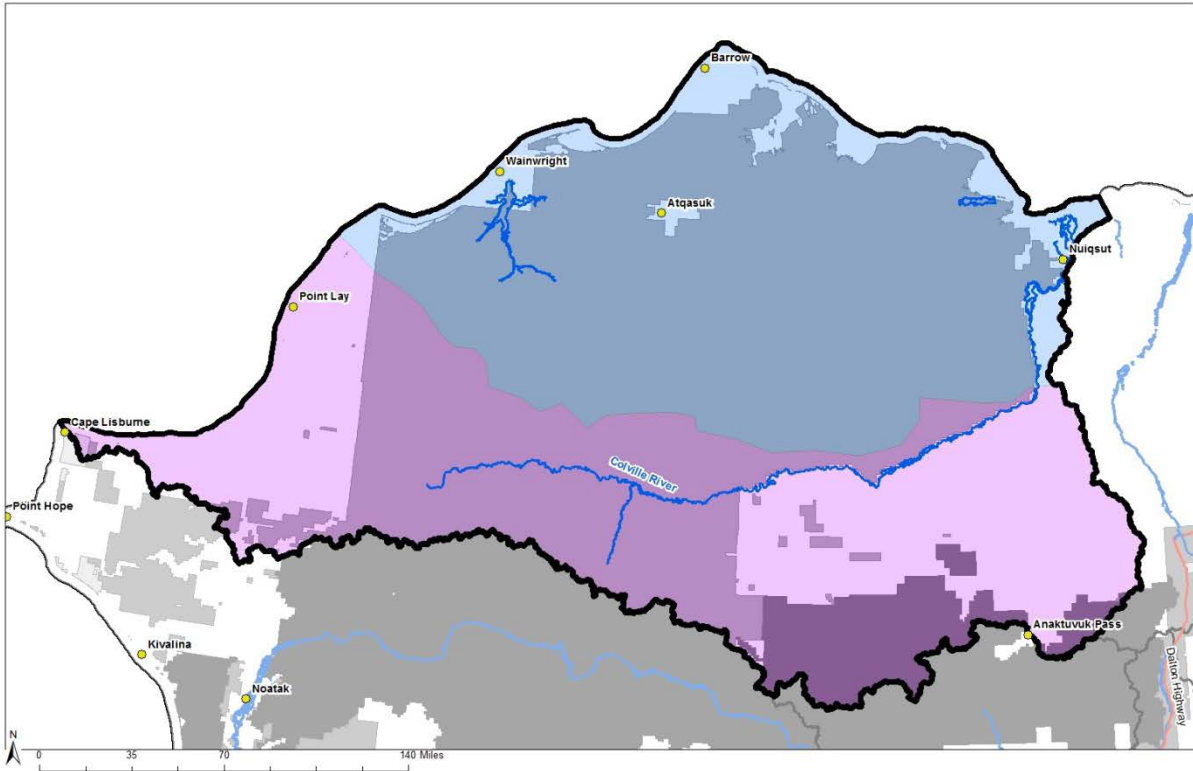 Barrow
Wainwright
Atqasuk
Nuiqsut
Point Lay
Cape Lisburne
Colville River
Point Hope
Anaktuvuk Pass
Kivalina
Noatak
Dalton Highway
N
0 35 70 140 Miles